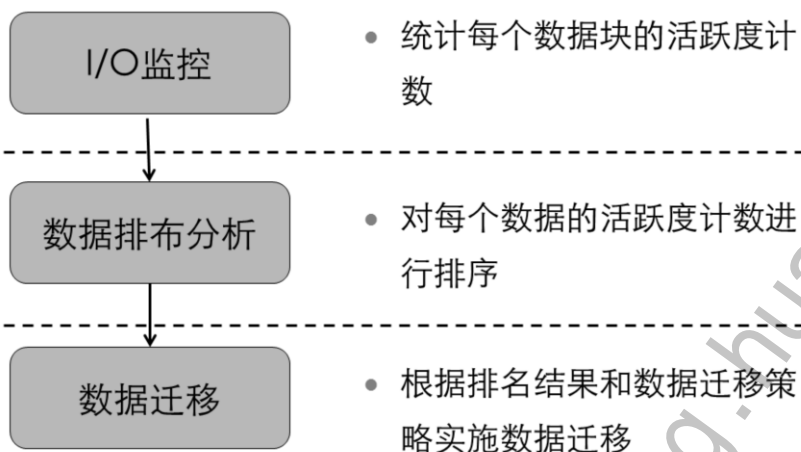 I/O监控
• 统计每个数据块的活跃度计
数
数据排布分析
• 对每个数据的活跃度计数进
行排序
数据迁移
• 根据排名结果和数据迁移策
略实施数据迁移
g.hua